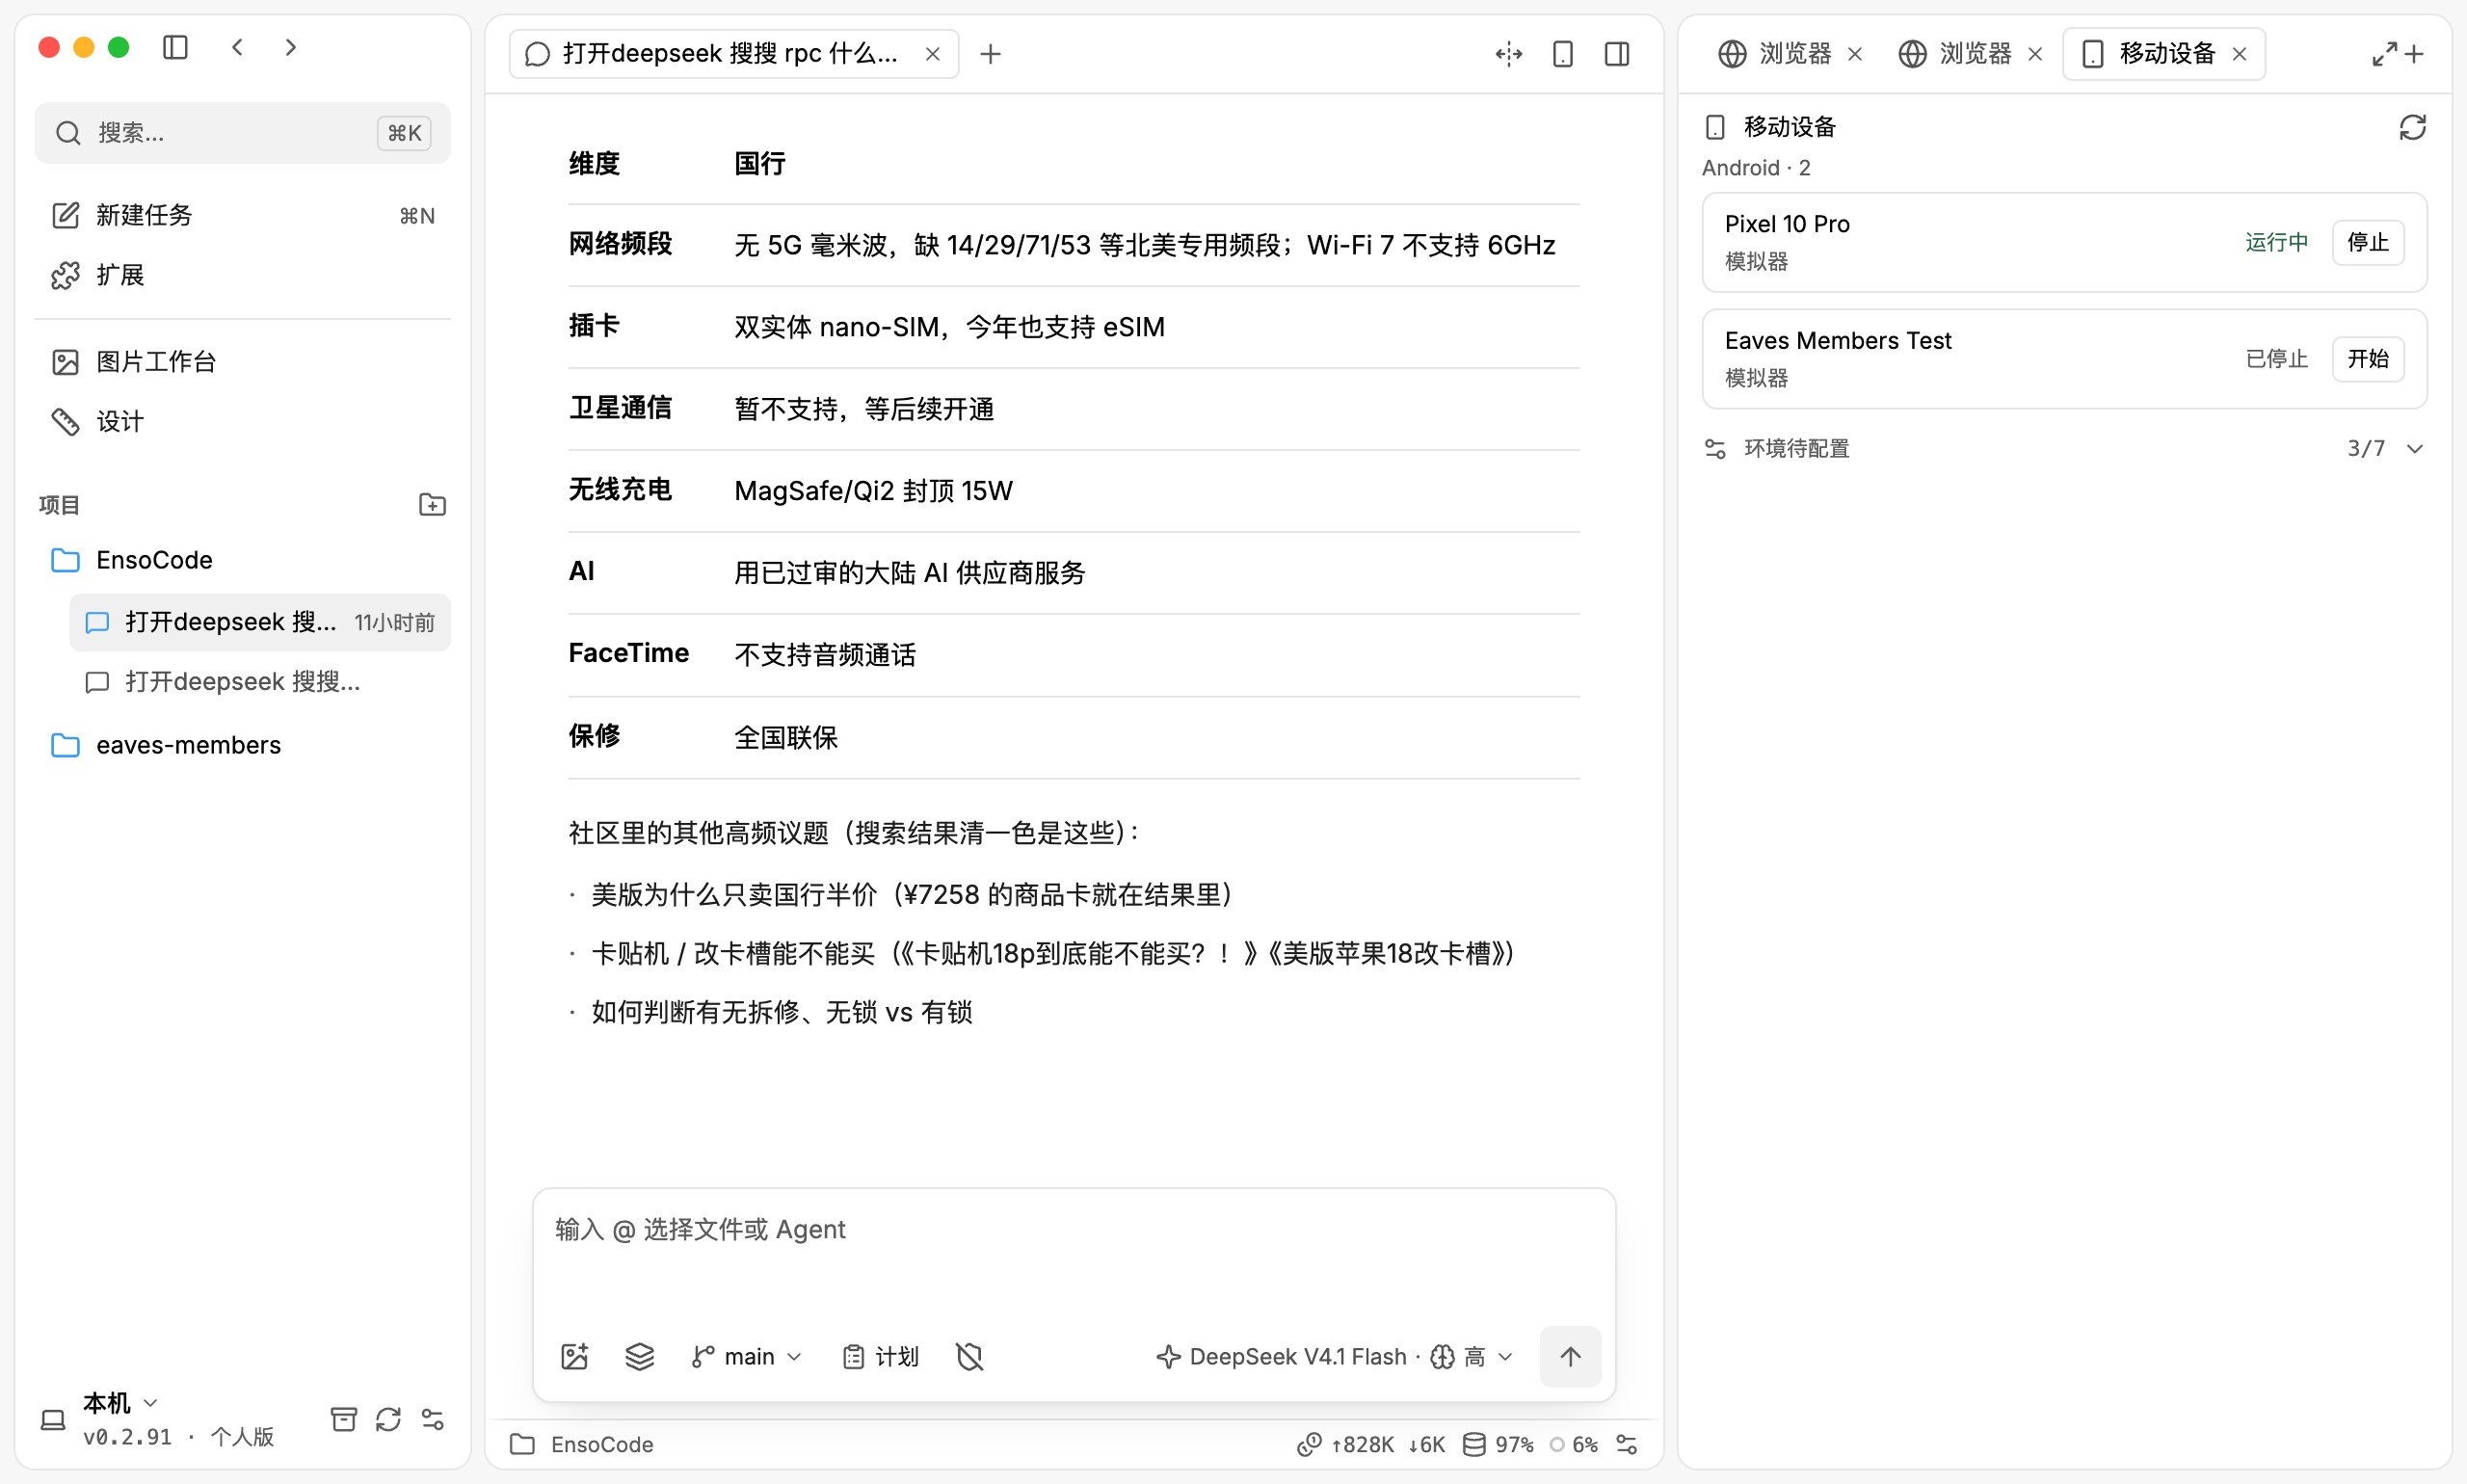 搜索...
⌘K
新建任务
⌘N
扩展
图片工作台
设计
项目
EnsoCode
打开deepseek 搜...
11小时前
打开deepseek 搜搜...
eaves-members
本机
v0.2.91 · 个人版
打开deepseek 搜搜 rpc 什么...
维度 国行
网络频段 无 5G 毫米波，缺 14/29/71/53 等北美专用频段；Wi-Fi 7 不支持 6GHz
插卡 双实体 nano-SIM，今年也支持 eSIM
卫星通信 暂不支持，等后续开通
无线充电 MagSafe/Qi2 封顶 15W
AI 用已过审的大陆 AI 供应商服务
FaceTime 不支持音频通话
保修 全国联保
社区里的其他高频议题（搜索结果清一色是这些）：
· 美版为什么只卖国行半价（¥7258 的商品卡就在结果里）
· 卡贴机 / 改卡槽能不能买（《卡贴机18p到底能不能买？！》《美版苹果18改卡槽》）
· 如何判断有无拆修、无锁 vs 有锁
输入 @ 选择文件或 Agent
main
计划
DeepSeek V4.1 Flash · 高
EnsoCode
↑828K ↓6K 97% 6%
浏览器
浏览器
移动设备
移动设备
Android · 2
Pixel 10 Pro
模拟器
运行中
停止
Eaves Members Test
模拟器
已停止
开始
环境待配置
3/7